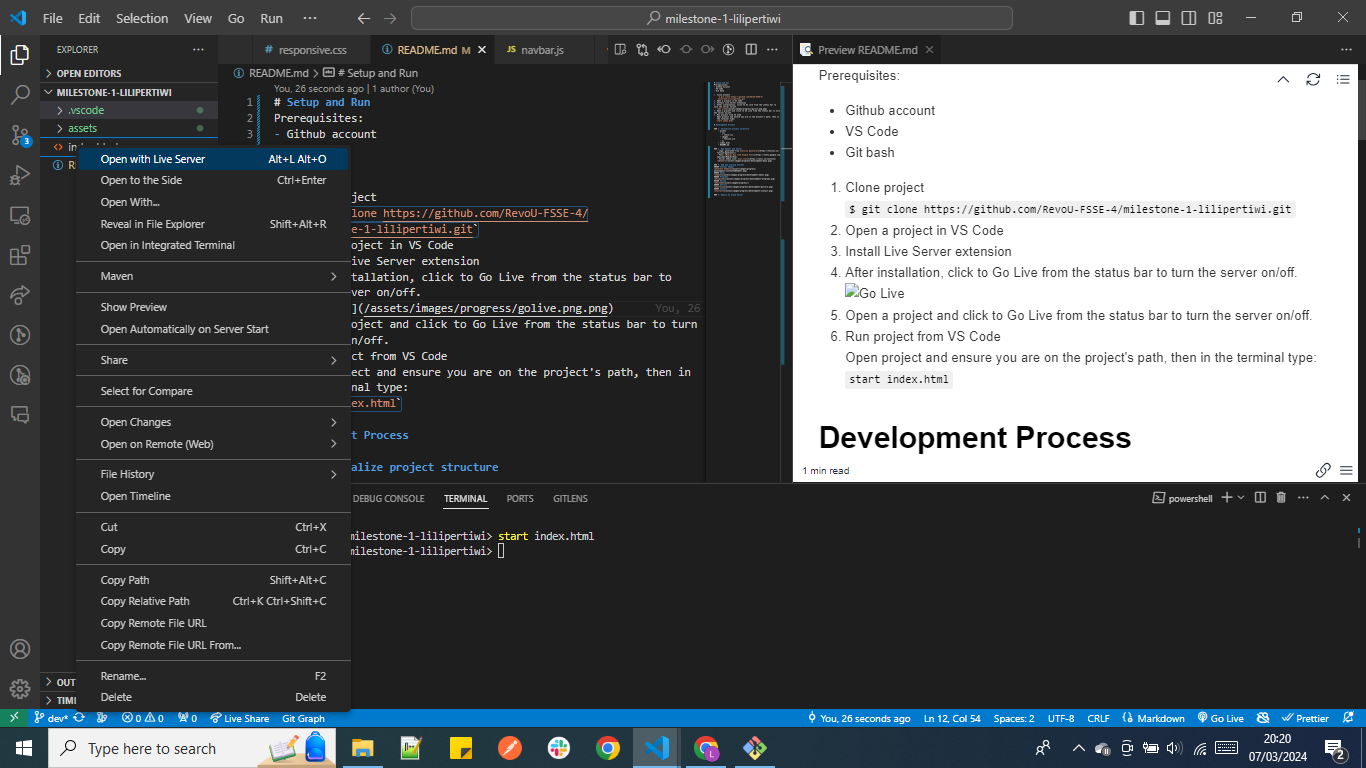 File Edit Selection View Go Run ··· milestone-1-lilipertiwi
EXPLORER ···
OPEN EDITORS
MILESTONE-1-LILIPERTIWI
.vscode
assets
OUT
TIM
Open with Live Server Alt+L Alt+O
Open to the Side Ctrl+Enter
Open With...
Reveal in File Explorer Shift+Alt+R
Open in Integrated Terminal
Maven
Show Preview
Open Automatically on Server Start
Share
Select for Compare
Open Changes
Open on Remote (Web)
File History
Open Timeline
Cut Ctrl+X
Copy Ctrl+C
Copy Path Shift+Alt+C
Copy Relative Path Ctrl+K Ctrl+Shift+C
Copy Remote File URL
Copy Remote File URL From...
Rename... F2
Delete Delete
responsive.css README.md M JS navbar.js
README.md > # Setup and Run
You, 26 seconds ago | 1 author (You)
1 # Setup and Run
2 Prerequisites:
3 - Github account
ject
clone https://github.com/RevoU-FSSE-4/
e-1-lilipertiwi.git`
oject in VS Code
ive Server extension
tallation, click to Go Live from the status bar to
ver on/off.
](/assets/images/progress/golive.png.png) You, 26
oject and click to Go Live from the status bar to turn
n/off.
ct from VS Code
ect and ensure you are on the project's path, then in
nal type:
ex.html`
t Process
alize project structure
Preview README.md
Prerequisites:
• Github account
• VS Code
• Git bash
1. Clone project
$ git clone https://github.com/RevoU-FSSE-4/milestone-1-lilipertiwi.git
2. Open a project in VS Code
3. Install Live Server extension
4. After installation, click to Go Live from the status bar to turn the server on/off.
Go Live
5. Open a project and click to Go Live from the status bar to turn the server on/off.
6. Run project from VS Code
Open project and ensure you are on the project's path, then in the terminal type:
start index.html
Development Process
1 min read
DEBUG CONSOLE TERMINAL PORTS GITLENS powershell
milestone-1-lilipertiwi> start index.html
milestone-1-lilipertiwi>
dev* 0 0 0 Live Share Git Graph You, 26 seconds ago Ln 12, Col 54 Spaces: 2 UTF-8 CRLF Markdown Go Live Prettier
Type here to search
20:20
07/03/2024
2